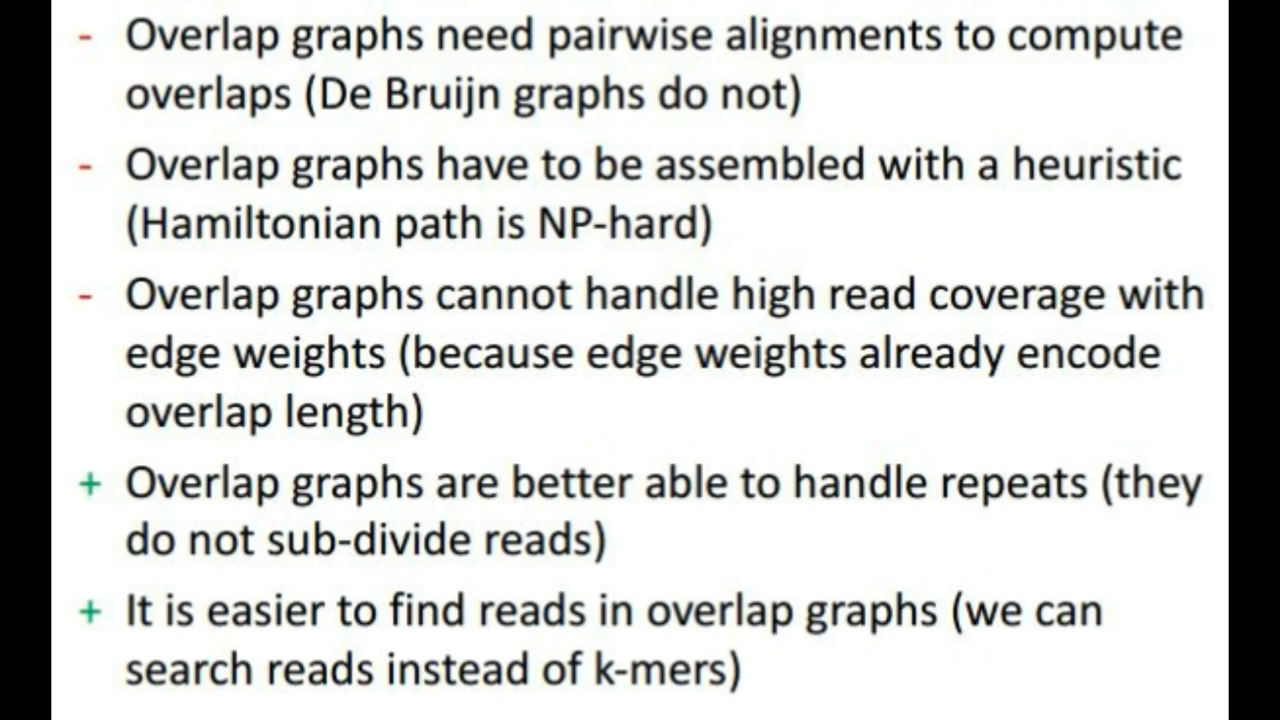 - Overlap graphs need pairwise alignments to compute
overlaps (De Bruijn graphs do not)
- Overlap graphs have to be assembled with a heuristic
(Hamiltonian path is NP-hard)
- Overlap graphs cannot handle high read coverage with
edge weights (because edge weights already encode
overlap length)
+ Overlap graphs are better able to handle repeats (they
do not sub-divide reads)
+ It is easier to find reads in overlap graphs (we can
search reads instead of k-mers)